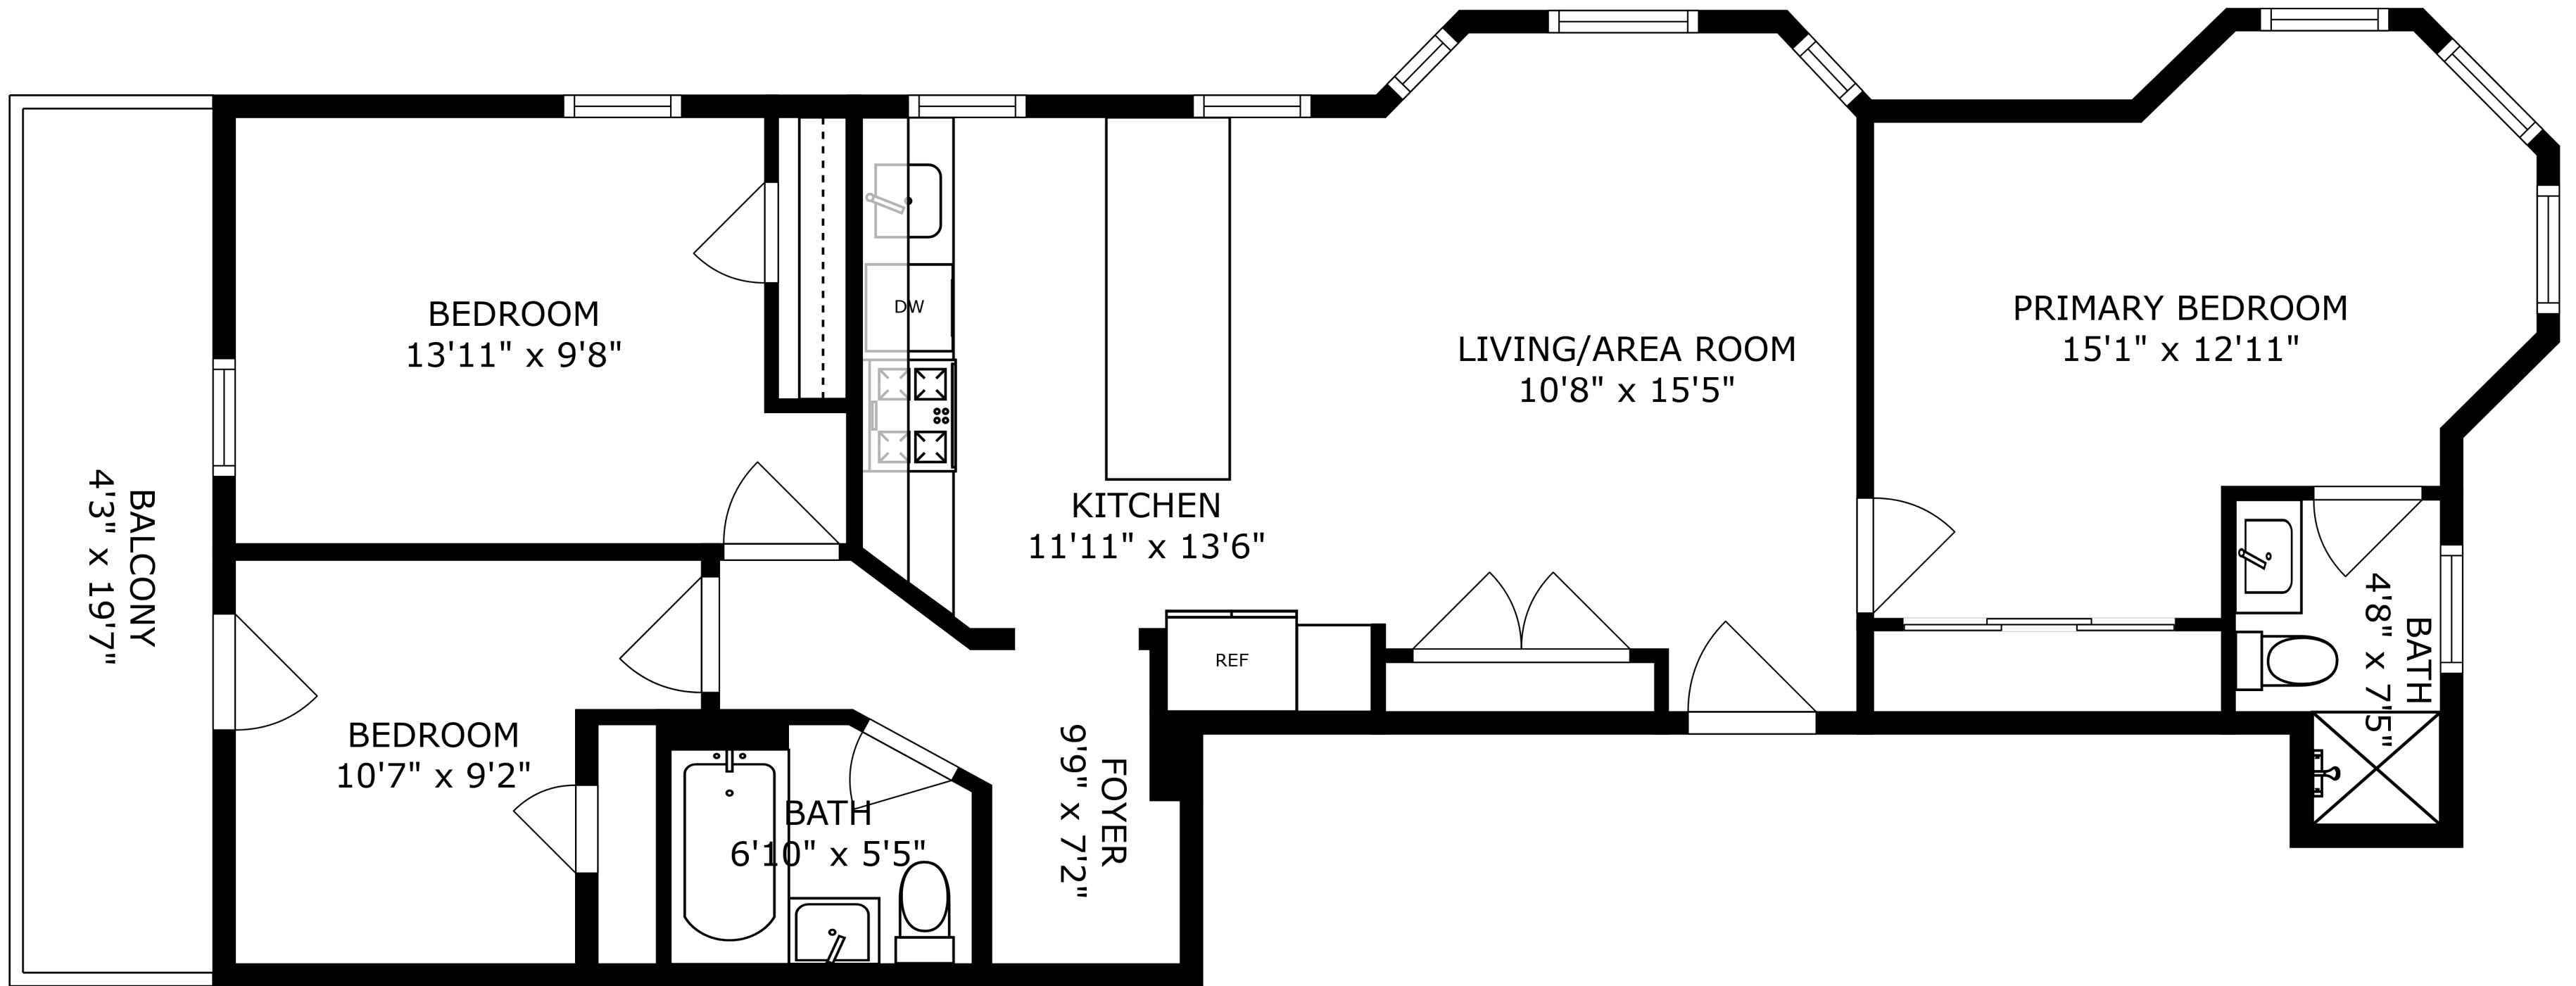 BEDROOM
13'11" x 9'8"
DW
LIVING/AREA ROOM
10'8" x 15'5"
PRIMARY BEDROOM
15'1" x 12'11"
BALCONY
4'3" x 19'7"
KITCHEN
11'11" x 13'6"
REF
BATH
4'8" x 7'5"
BEDROOM
10'7" x 9'2"
BATH
6'10" x 5'5"
FOYER
9'9" x 7'2"